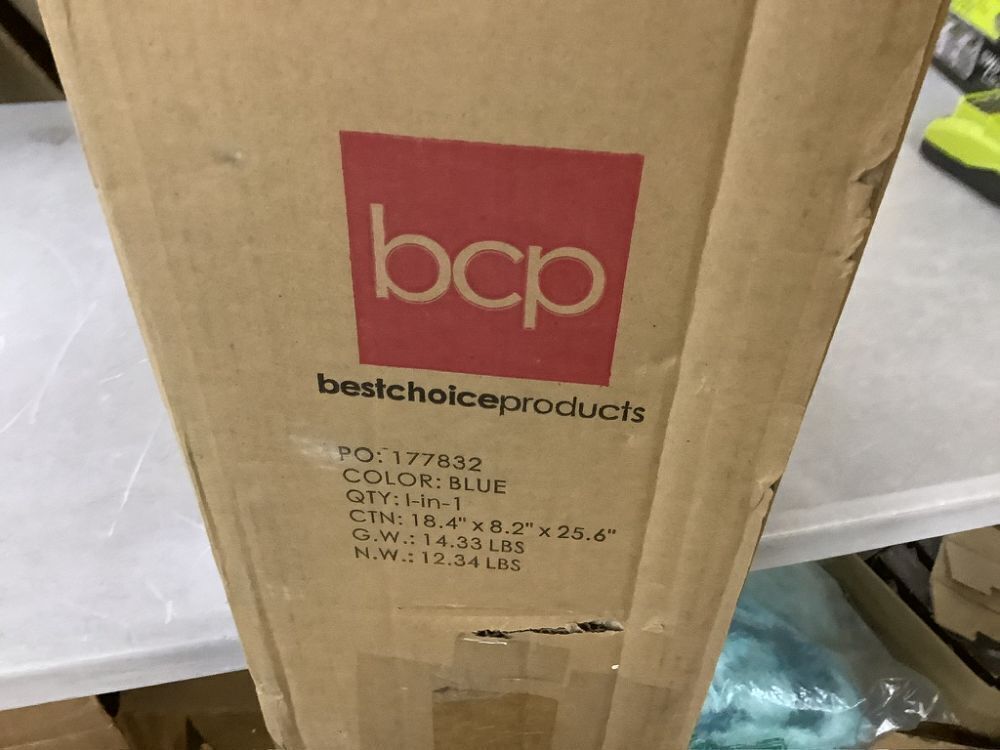 bcp
bestchoiceproducts
PO: 177832
COLOR: BLUE
QTY: 1-in-1
CTN: 18.4" x 8.2" x 25.6"
G.W.: 14.33 LBS
N.W.: 12.34 LBS